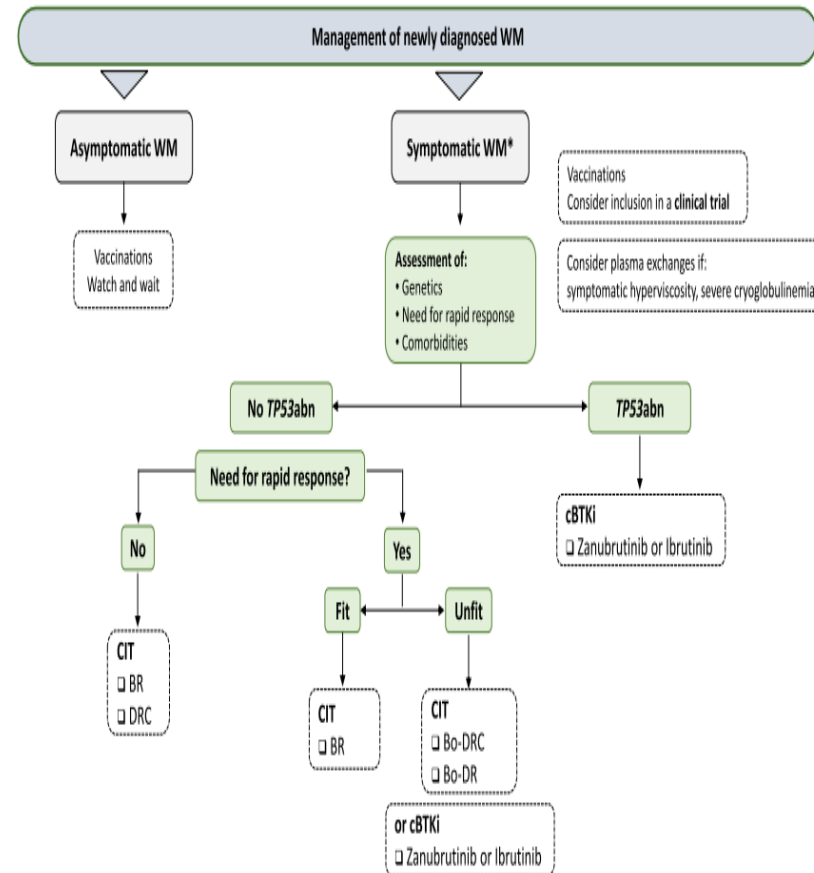 Management of newly diagnosed WM
Asymptomatic WM
Symptomatic WM*
Vaccinations
Consider inclusion in a clinical trial
Vaccinations
Watch and wait
Assessment of:
• Genetics
• Need for rapid response
• Comorbidities
Consider plasma exchanges if:
symptomatic hyperviscosity, severe cryoglobulinemia
No TP53abn
TP53abn
Need for rapid response?
cBTKi
❑ Zanubrutinib or Ibrutinib
No
Yes
Fit
Unfit
CIT
❑ BR
❑ DRC
CIT
❑ BR
CIT
❑ Bo-DRC
❑ Bo-DR
or cBTKi
❑ Zanubrutinib or Ibrutinib